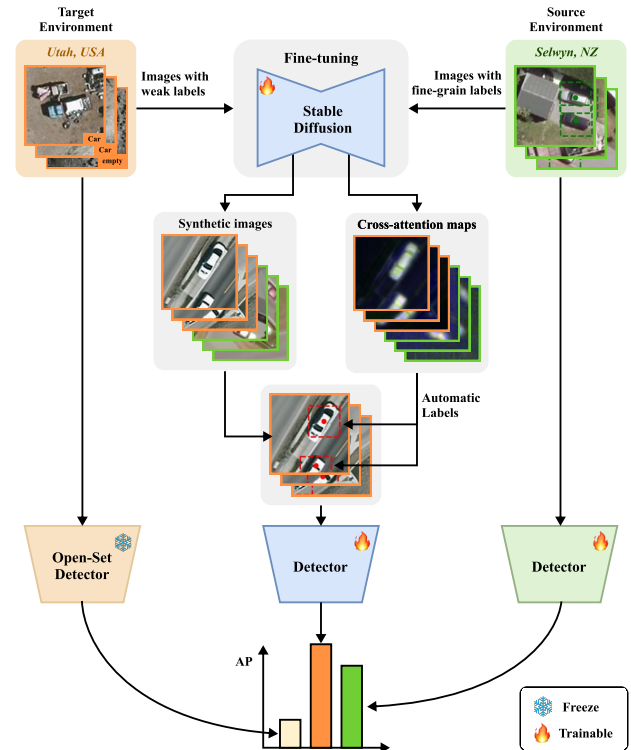 Target
Environment
Utah, USA
Car
Car
empty
Images with
weak labels
Fine-tuning
Stable
Diffusion
Images with
fine-grain labels
Source
Environment
Selwyn, NZ
Synthetic images
Cross-attention maps
Automatic
Labels
Open-Set
Detector
Detector
Detector
AP
Freeze
Trainable